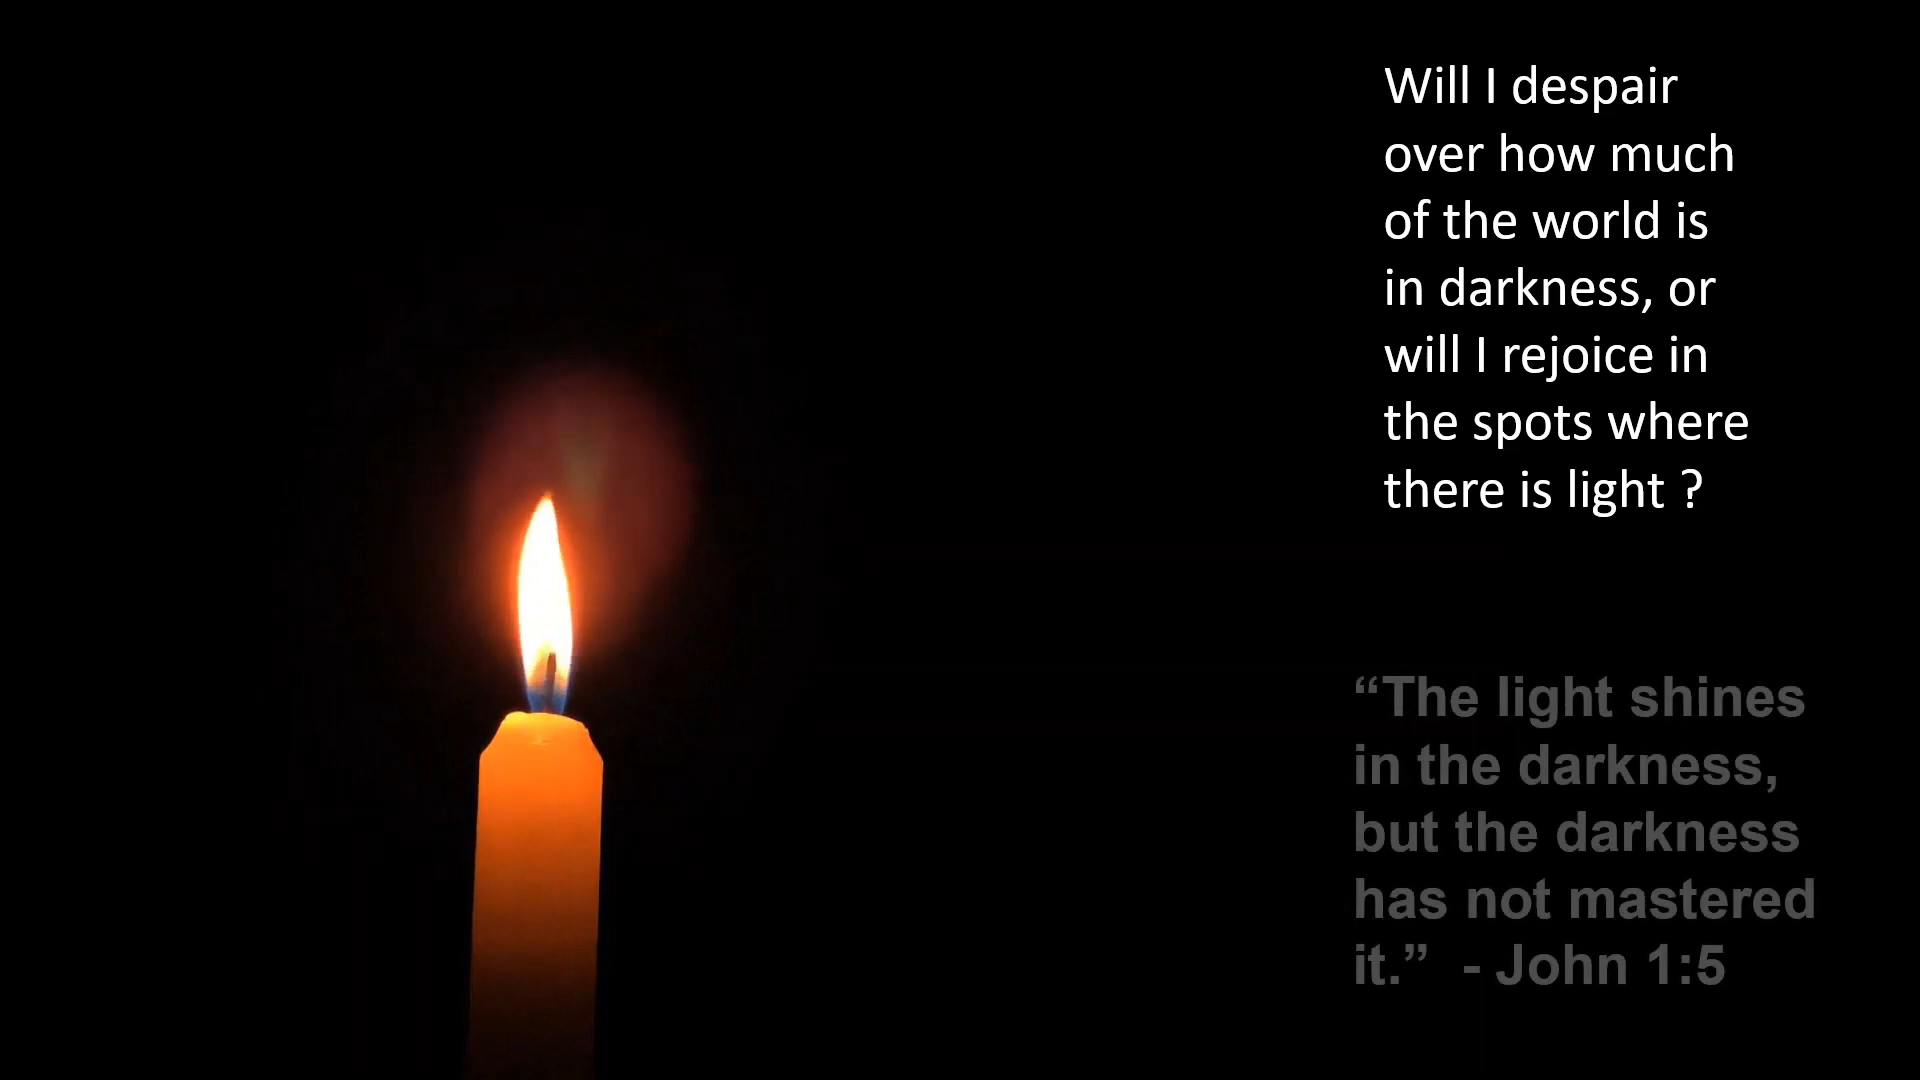 Will I despair
over how much
of the world is
in darkness, or
will I rejoice in
the spots where
there is light ?
“The light shines
in the darkness,
but the darkness
has not mastered
it.”  - John 1:5